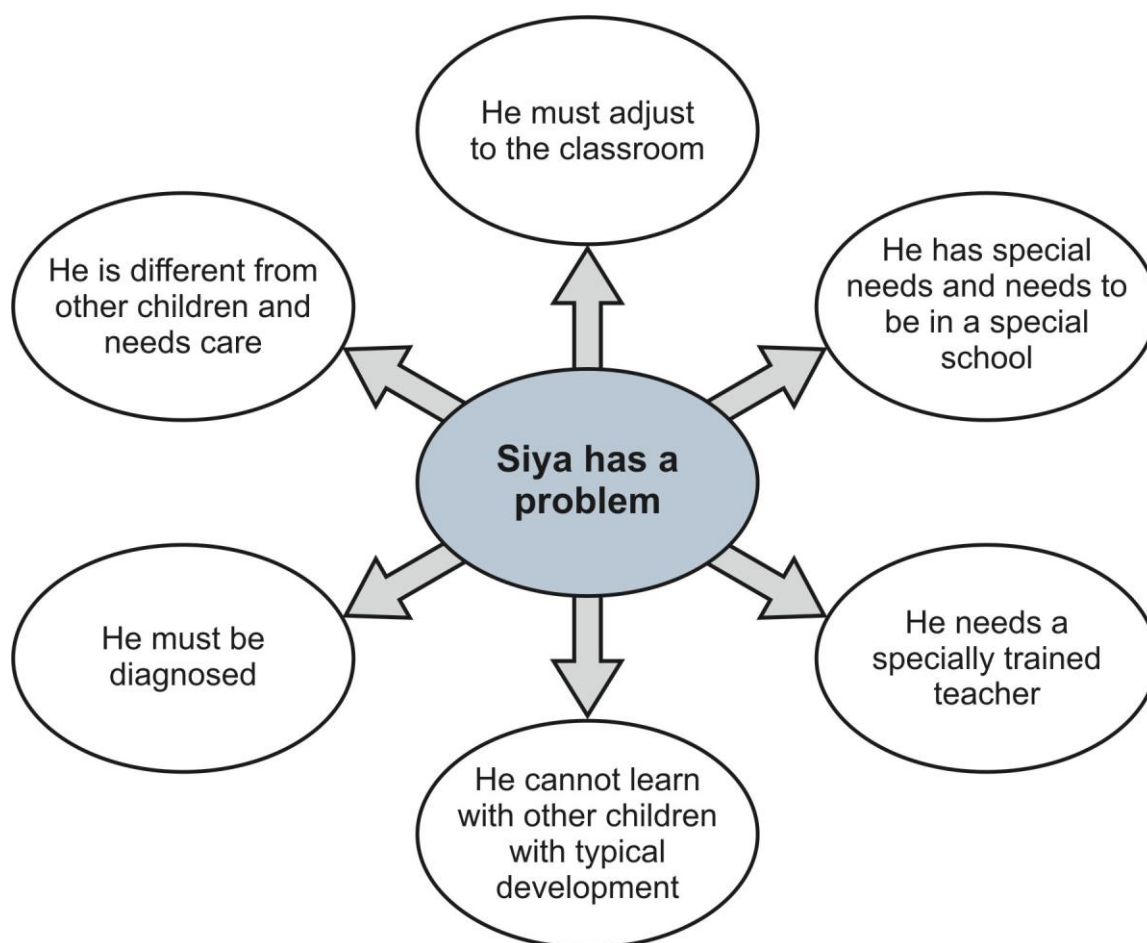 He must adjust
to the classroom
He is different from
other children and
needs care
He has special
needs and needs to
be in a special
school
Siya has a
problem
He must be
diagnosed
He needs a
specially trained
teacher
He cannot learn
with other children
with typical
development